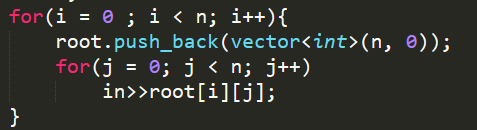 for(i = 0 ; i < n; i++){
    root.push_back(vector<int>(n, 0));
    for(j = 0; j < n; j++)
        in>>root[i][j];
}